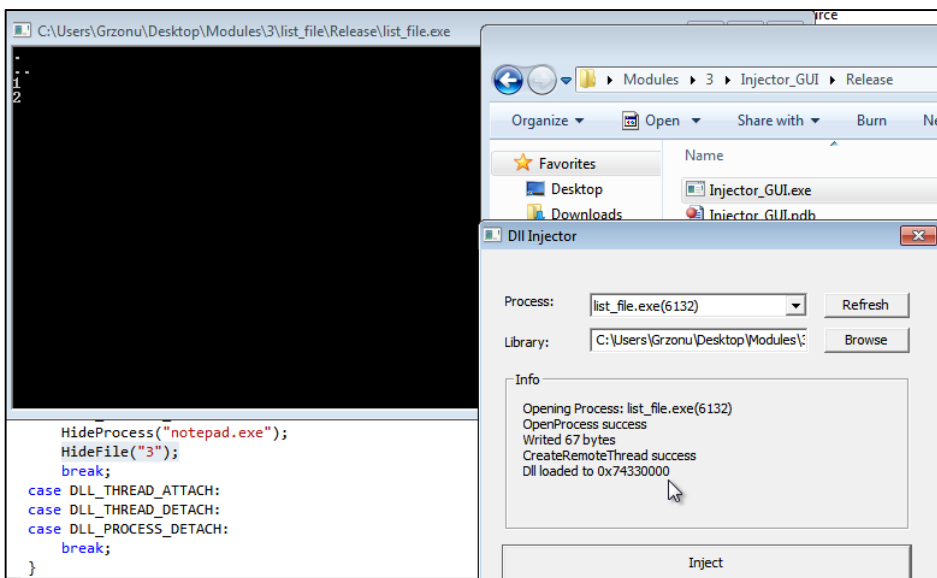 C:\Users\Grzonu\Desktop\Modules\3\list_file\Release\list_file.exe
.
..
1
2
HideProcess("notepad.exe");
HideFile("3");
break;
case DLL_THREAD_ATTACH:
case DLL_THREAD_DETACH:
case DLL_PROCESS_DETACH:
break;
}
Modules 3 Injector_GUI Release
Organize Open Share with Burn
Favorites
Desktop
Downloads
Name
Injector_GUI.exe
Injector_GUI.pdb
Dll Injector
Process: list_file.exe(6132) Refresh
Library: C:\Users\Grzonu\Desktop\Modules\ Browse
Info
Opening Process: list_file.exe(6132)
OpenProcess success
Writed 67 bytes
CreateRemoteThread success
Dll loaded to 0x74330000
Inject